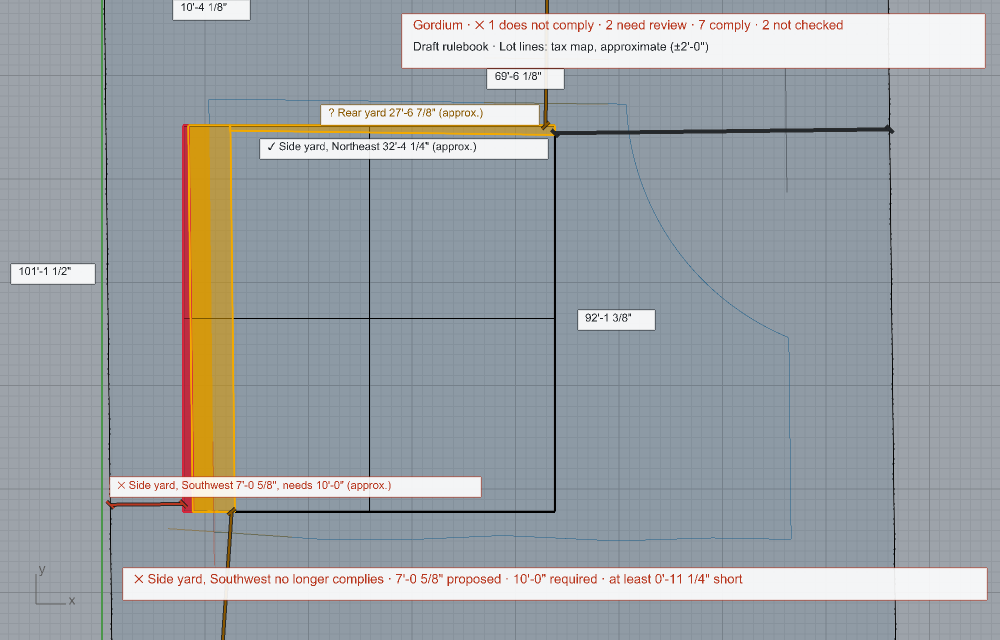 10'-4 1/8"
Gordium · ✕ 1 does not comply · 2 need review · 7 comply · 2 not checked
Draft rulebook · Lot lines: tax map, approximate (±2'-0")
69'-6 1/8"
? Rear yard 27'-6 7/8" (approx.)
✓ Side yard, Northeast 32'-4 1/4" (approx.)
101'-1 1/2"
92'-1 3/8"
✕ Side yard, Southwest 7'-0 5/8", needs 10'-0" (approx.)
✕ Side yard, Southwest no longer complies · 7'-0 5/8" proposed · 10'-0" required · at least 0'-11 1/4" short
y
x